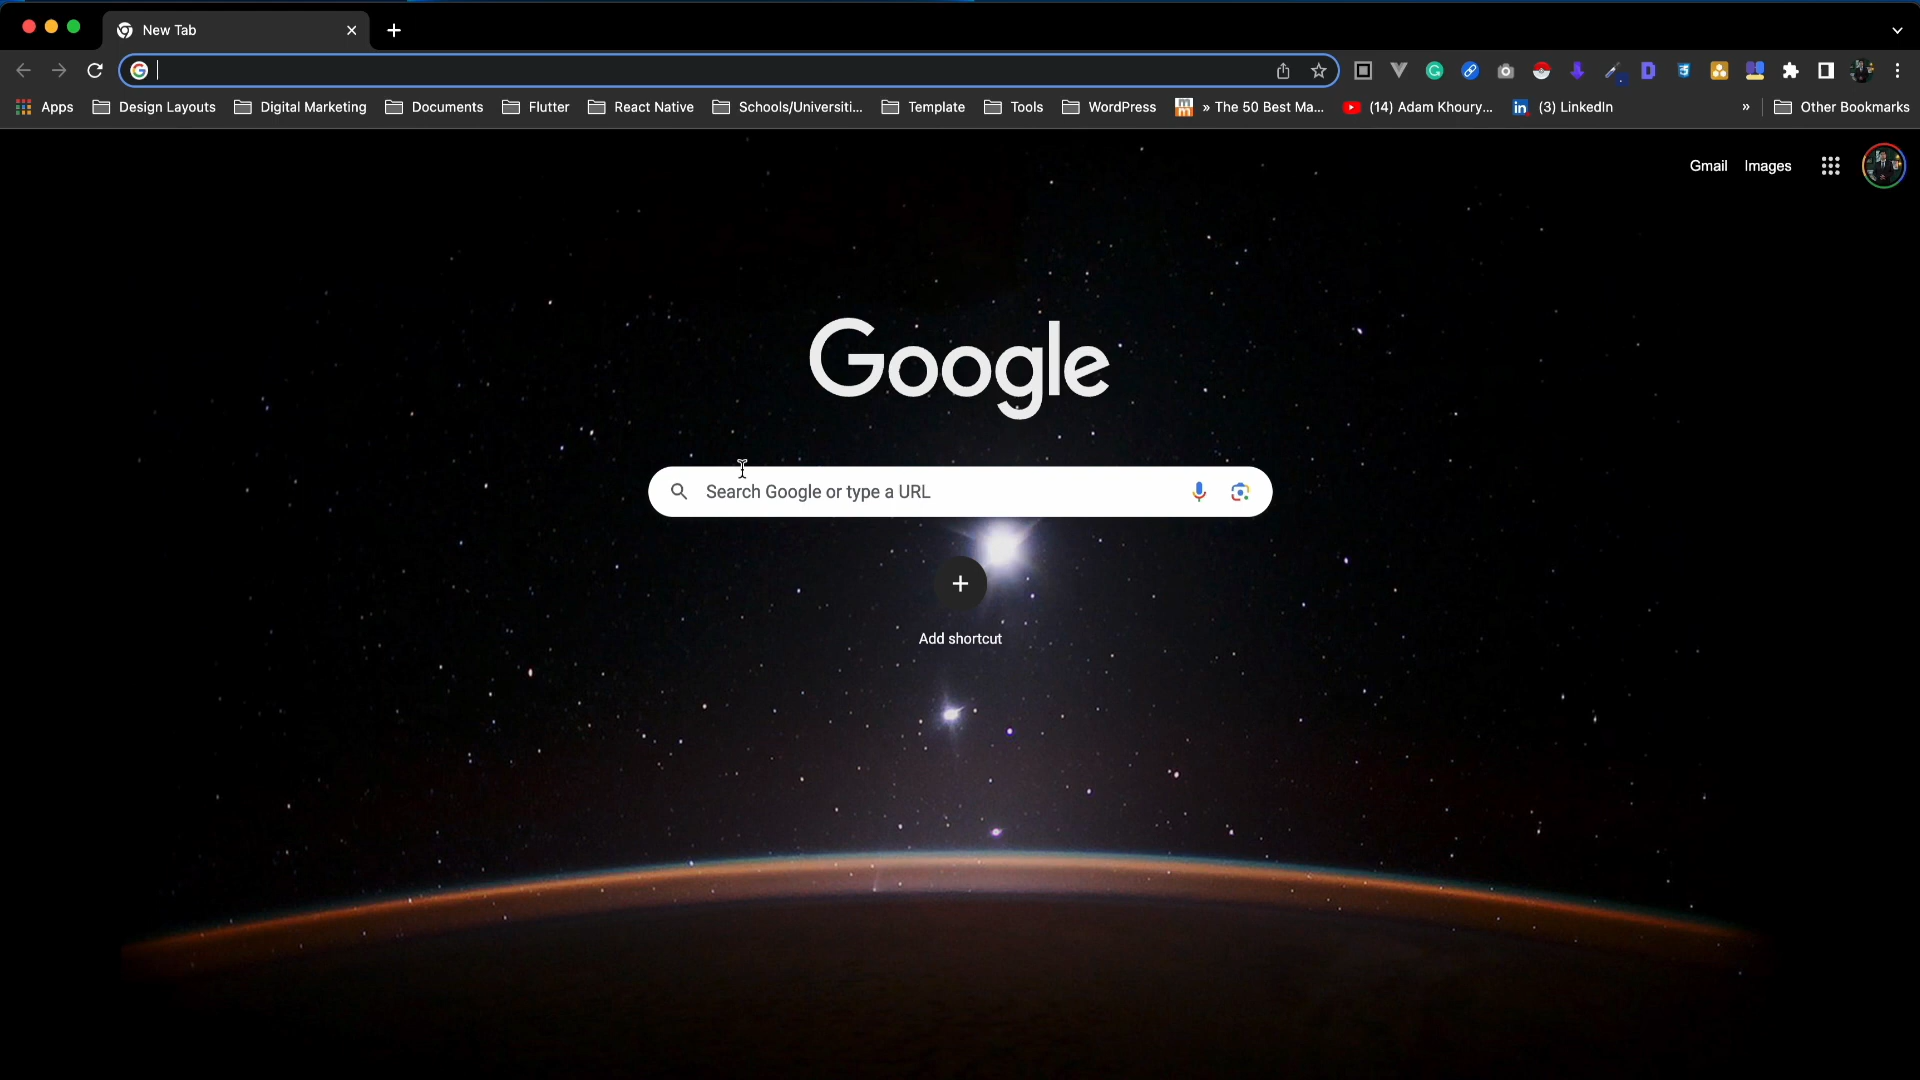 New Tab
Apps Design Layouts Digital Marketing Documents Flutter React Native Schools/Universiti... Template Tools WordPress » The 50 Best Ma... (14) Adam Khoury... in (3) LinkedIn » Other Bookmarks
Gmail Images
Google
Search Google or type a URL
Add shortcut